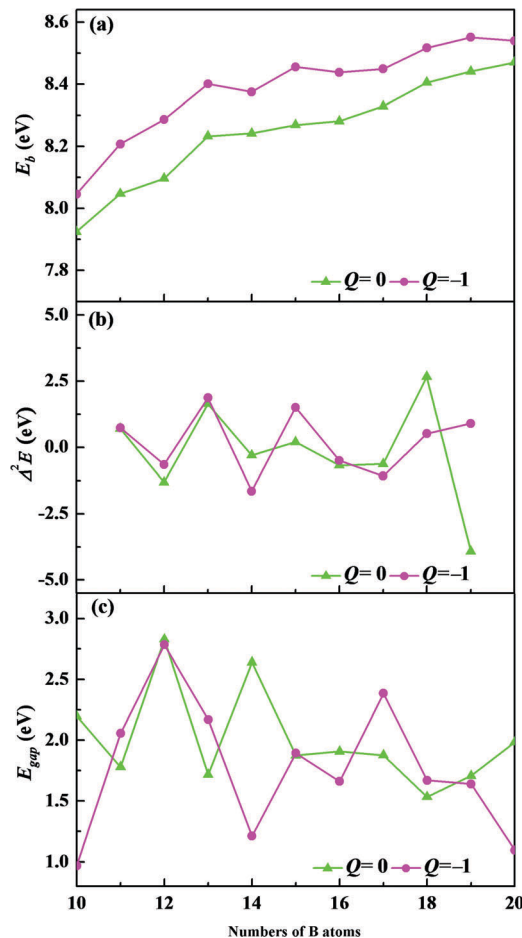 (a)
8.6
8.4
8.2
8.0
7.8
E_b (eV)
Q= 0 Q=−1
(b)
5.0
2.5
0.0
-2.5
-5.0
Δ²E (eV)
Q= 0 Q=−1
(c)
3.0
2.5
2.0
1.5
1.0
E_gap (eV)
Q= 0 Q=−1
10 12 14 16 18 20
Numbers of B atoms